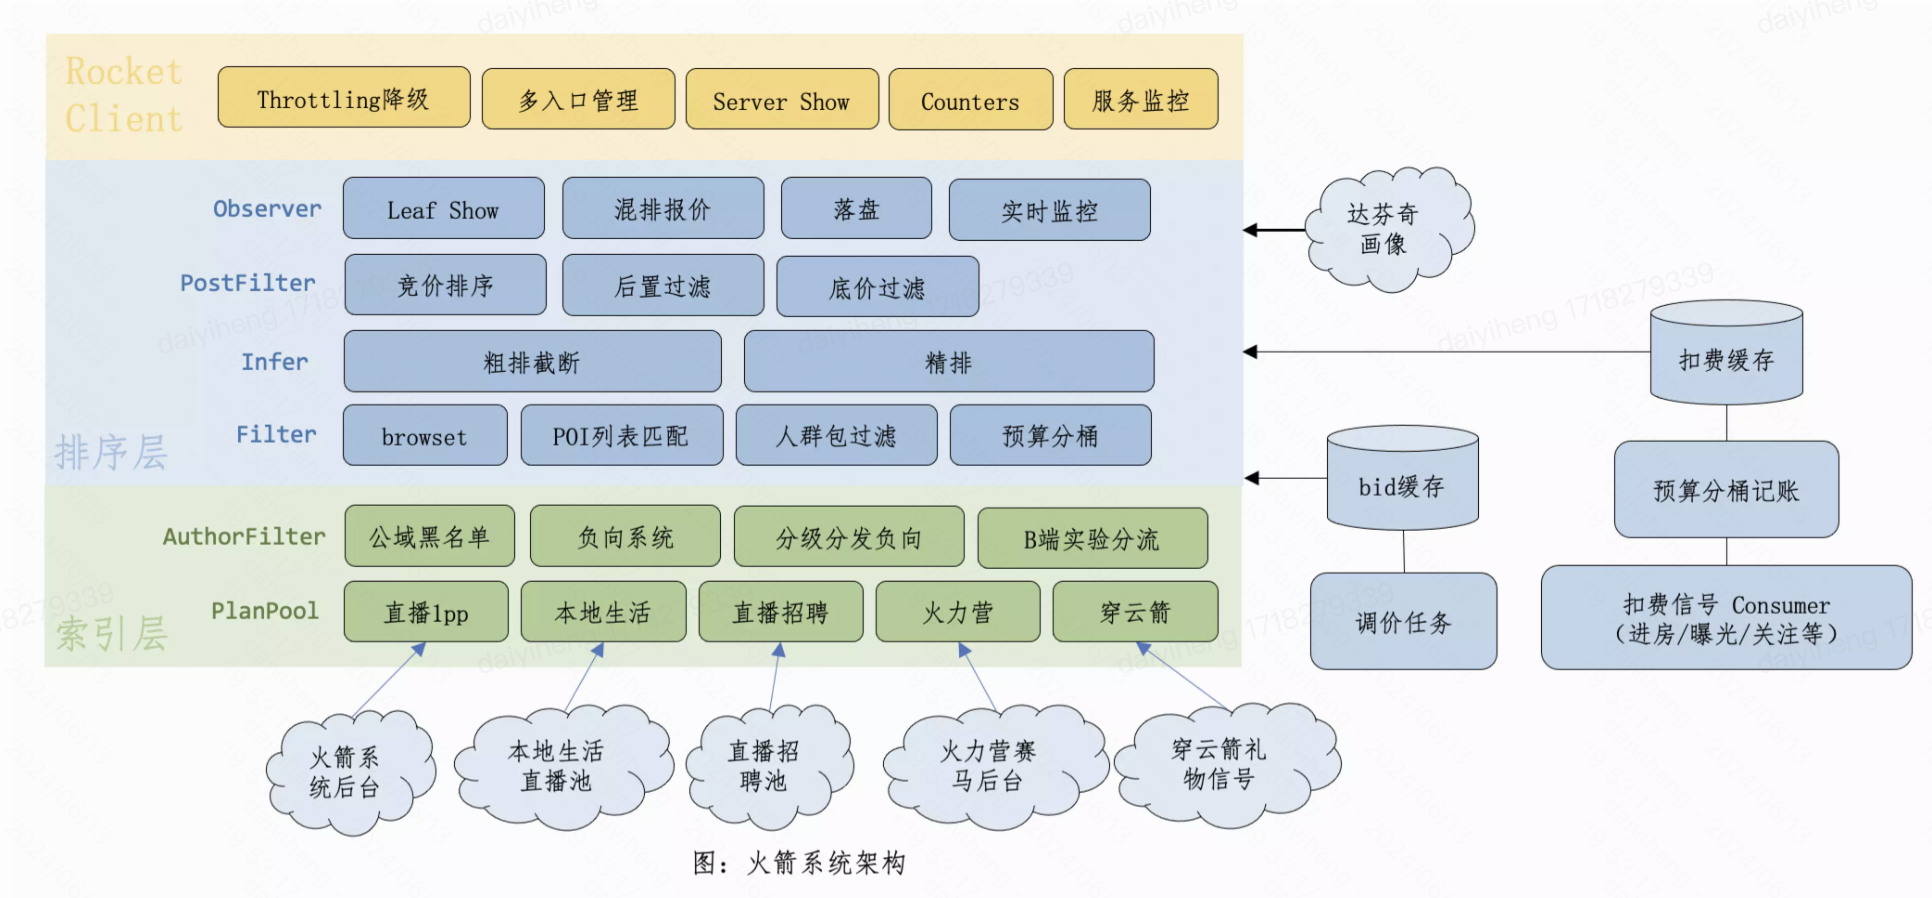 Rocket
Client
Throttling降级
多入口管理
Server Show
Counters
服务监控
Observer
Leaf Show
混排报价
落盘
实时监控
PostFilter
竞价排序
后置过滤
底价过滤
Infer
粗排截断
精排
排序层
Filter
browset
POI列表匹配
人群包过滤
预算分桶
AuthorFilter
公域黑名单
负向系统
分级分发负向
B端实验分流
索引层
PlanPool
直播1pp
本地生活
直播招聘
火力营
穿云箭
达芬奇
画像
扣费缓存
bid缓存
预算分桶记账
调价任务
扣费信号 Consumer
（进房/曝光/关注等）
火箭系
统后台
本地生活
直播池
直播招
聘池
火力营赛
马后台
穿云箭礼
物信号
图：火箭系统架构
daiyiheng 1718279339
daiyiheng 1718279339
daiyiheng 1718279339